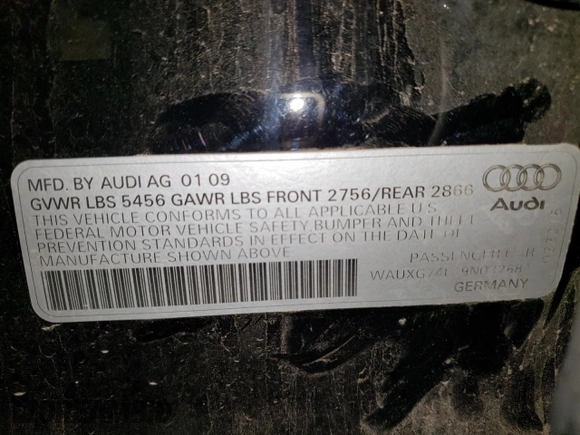 MFD. BY AUDI AG 01 09
GVWR LBS 5456 GAWR LBS FRONT 2756/REAR 2866
THIS VEHICLE CONFORMS TO ALL APPLICABLE U.S.
FEDERAL MOTOR VEHICLE SAFETY, BUMPER AND THEFT
PREVENTION STANDARDS IN EFFECT ON THE DATE OF
MANUFACTURE SHOWN ABOVE
Audi
GERMANY